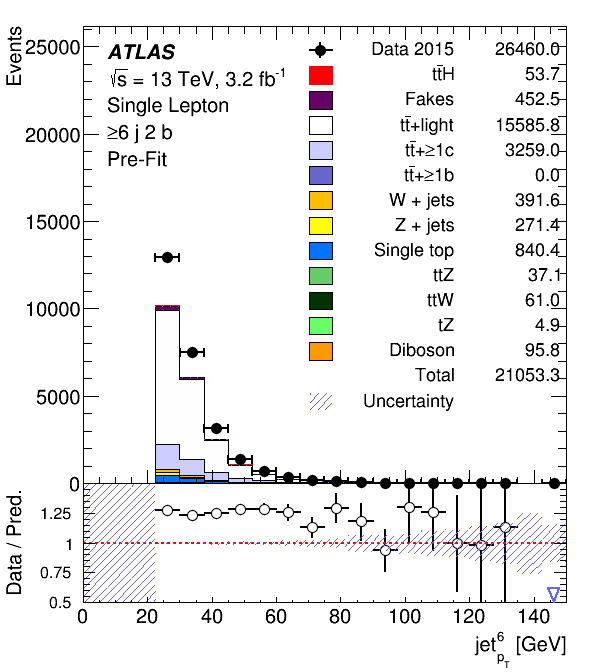 Events
25000
20000
15000
10000
5000
0
ATLAS
√s = 13 TeV, 3.2 fb⁻¹
Single Lepton
≥6 j 2 b
Pre-Fit
Data 2015 26460.0
tt̄H 53.7
Fakes 452.5
tt̄+light 15585.8
tt̄+≥1c 3259.0
tt̄+≥1b 0.0
W + jets 391.6
Z + jets 271.4
Single top 840.4
ttZ 37.1
ttW 61.0
tZ 4.9
Diboson 95.8
Total 21053.3
Uncertainty
Data / Pred.
1.25
1
0.75
0.5
0 20 40 60 80 100 120 140
jet⁶_{p_T} [GeV]